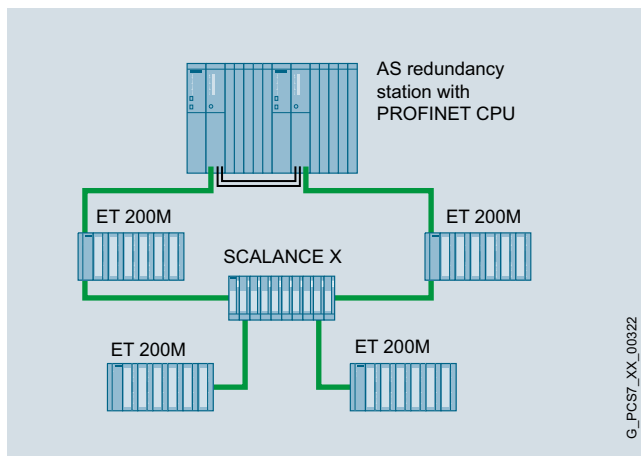 AS redundancy
station with
PROFINET CPU
ET 200M
ET 200M
SCALANCE X
ET 200M
ET 200M
G_PCS7_XX_00322